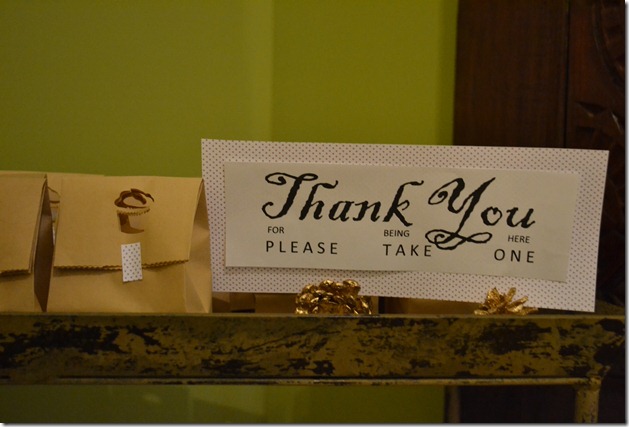 Thank You
FOR BEING HERE
PLEASE TAKE ONE